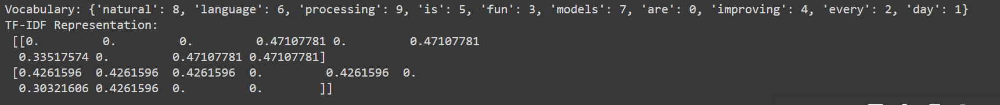 Vocabulary: {'natural': 8, 'language': 6, 'processing': 9, 'is': 5, 'fun': 3, 'models': 7, 'are': 0, 'improving': 4, 'every': 2, 'day': 1}
TF-IDF Representation:
[[0. 0. 0. 0.47107781 0. 0.47107781
0.33517574 0. 0.47107781 0.47107781]
[0.4261596 0.4261596 0.4261596 0. 0.4261596 0.
0.30321606 0.4261596 0. 0. ]]